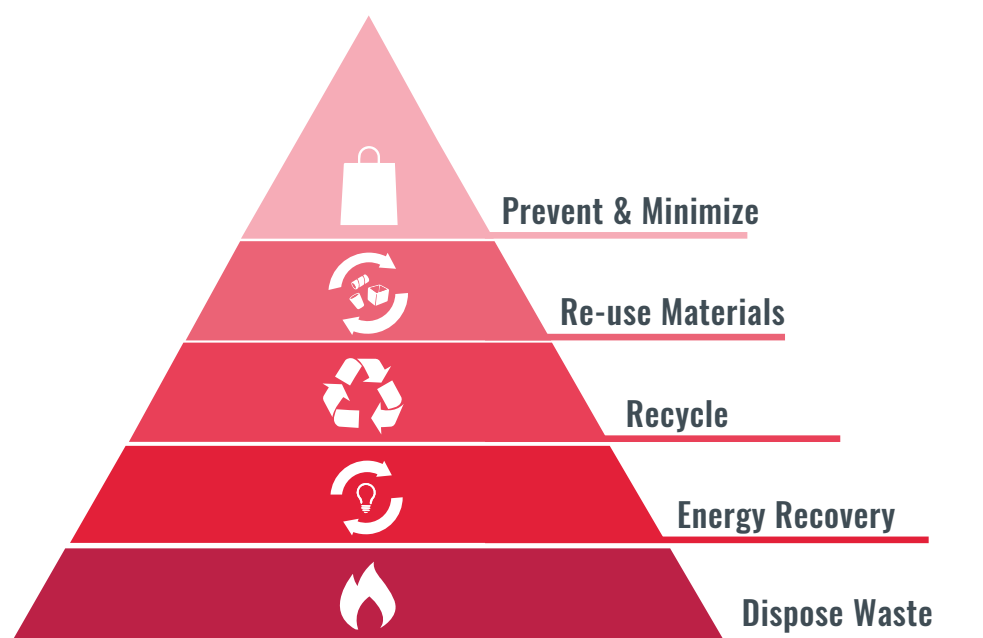 Prevent & Minimize
Re-use Materials
Recycle
Energy Recovery
Dispose Waste